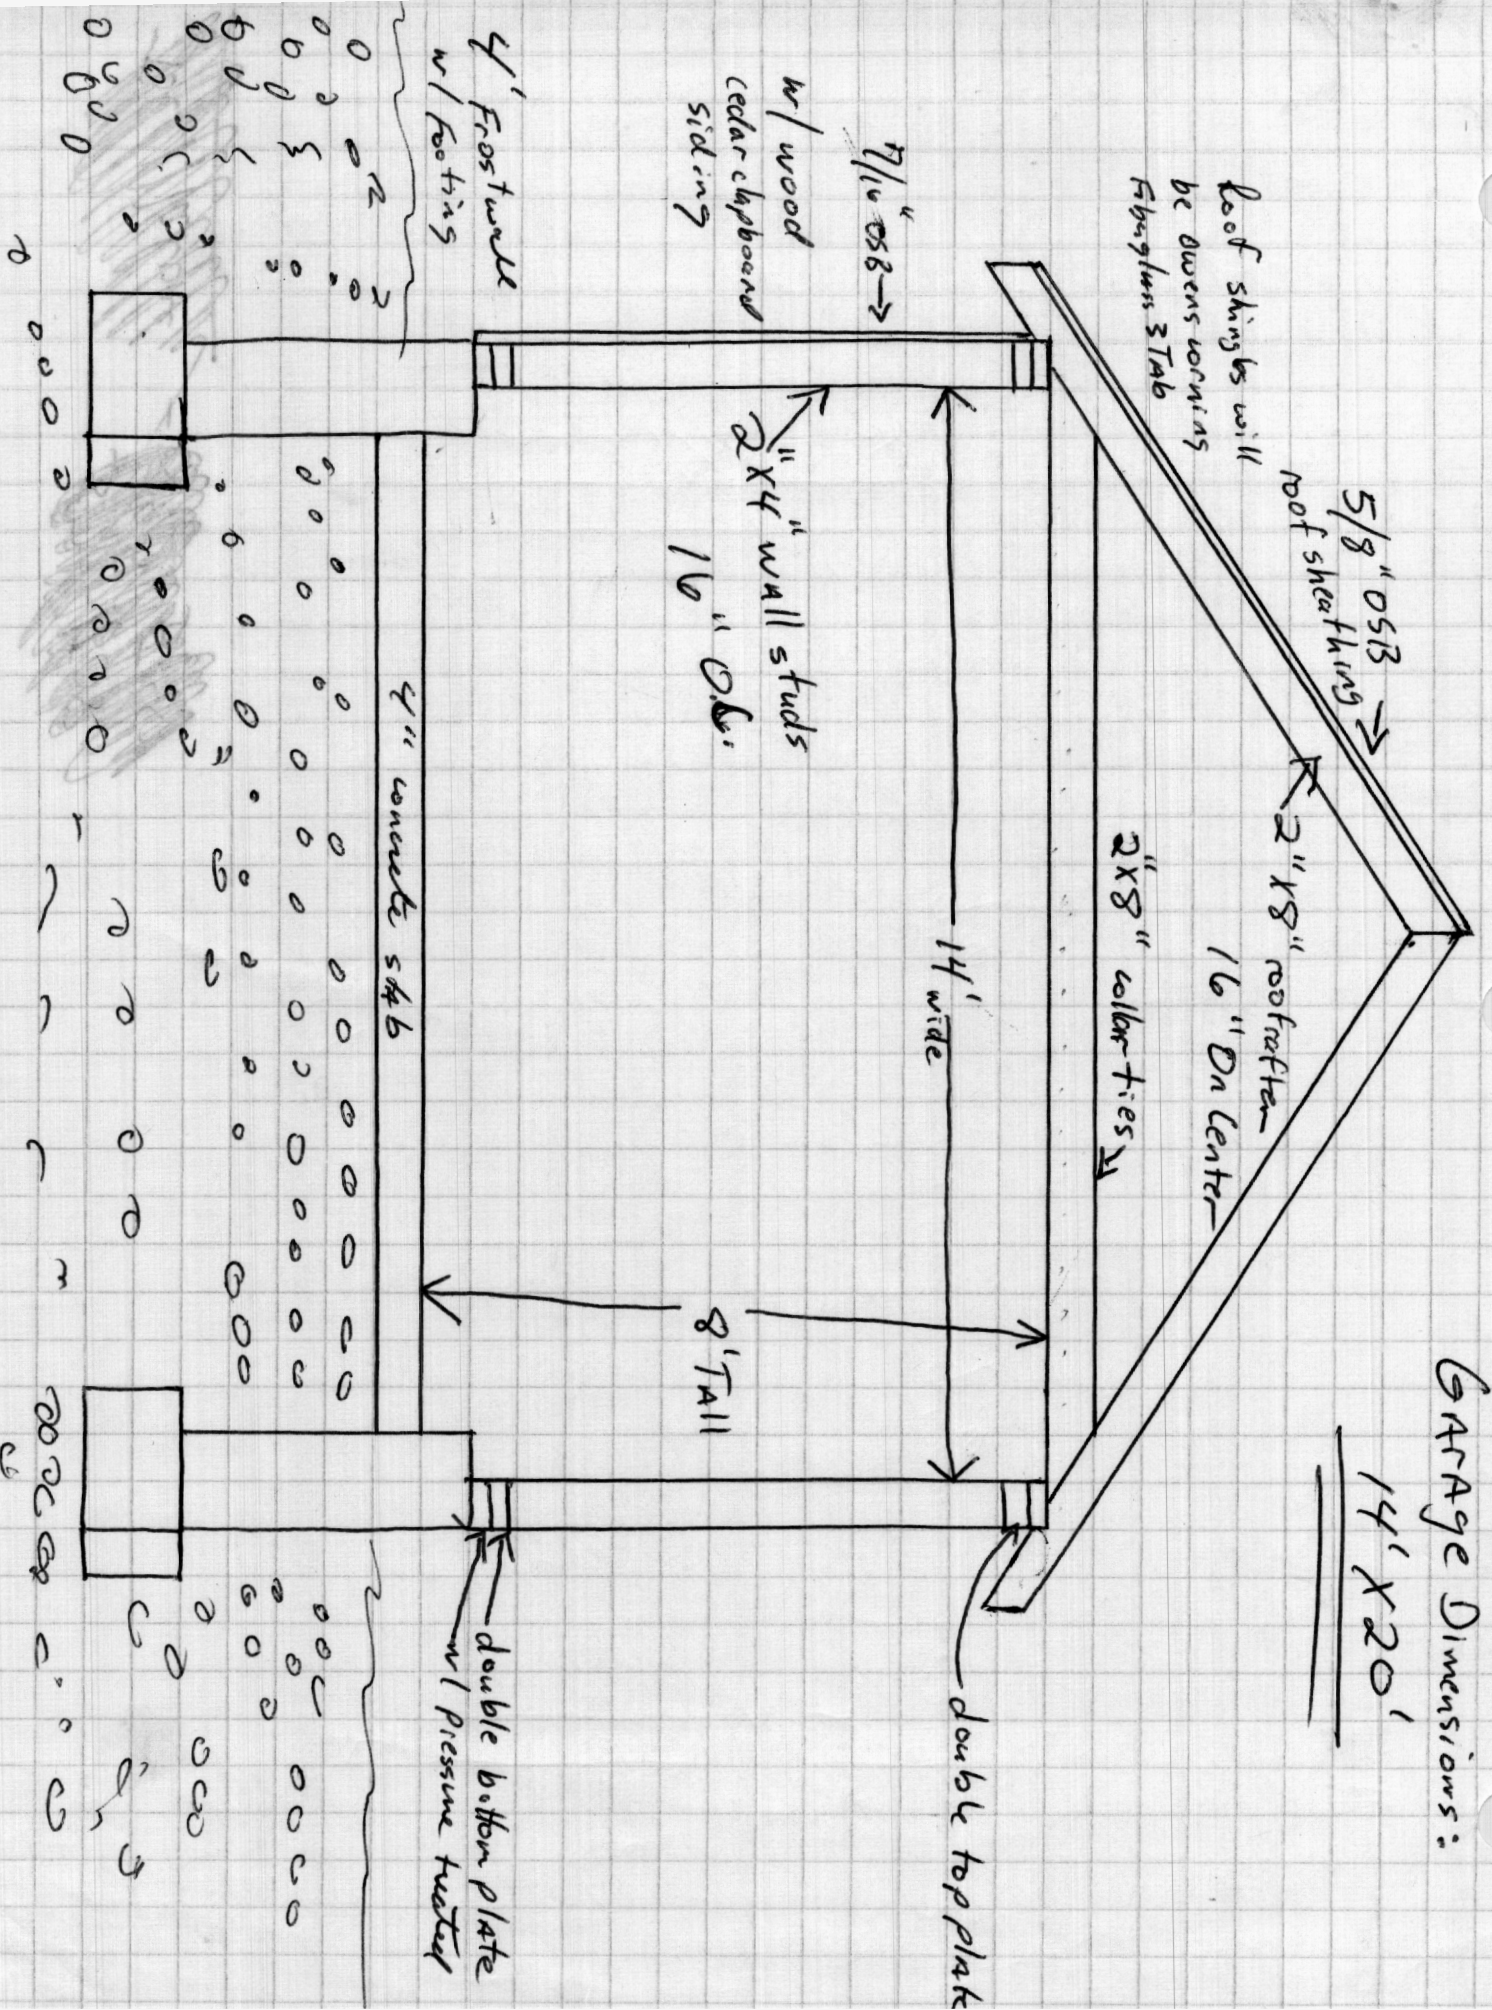 Garage Dimensions:
14' x 20'
5/8" OSB
roof sheathing
Roof shingles will
be Owens corning
Fiberglass 3 Tab
2"x8" roof rafter
16" On Center
2"x8" collar ties
7/16" OSB
w/ wood
cedar clapboard
siding
14'
wide
double top plate
2"x4" wall studs
16" O.C.
8' Tall
4' Frostwall
w/ Footing
double bottom plate
w/ Pressure treated
4" concrete slab